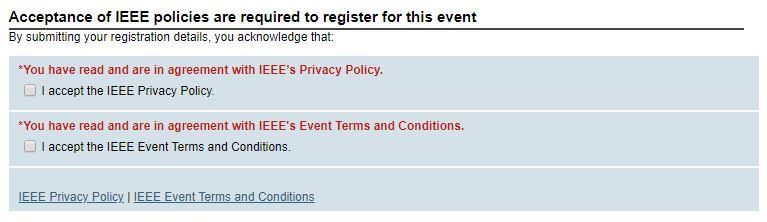 Acceptance of IEEE policies are required to register for this event
By submitting your registration details, you acknowledge that:
*You have read and are in agreement with IEEE's Privacy Policy.
I accept the IEEE Privacy Policy.
*You have read and are in agreement with IEEE's Event Terms and Conditions.
I accept the IEEE Event Terms and Conditions.
IEEE Privacy Policy | IEEE Event Terms and Conditions